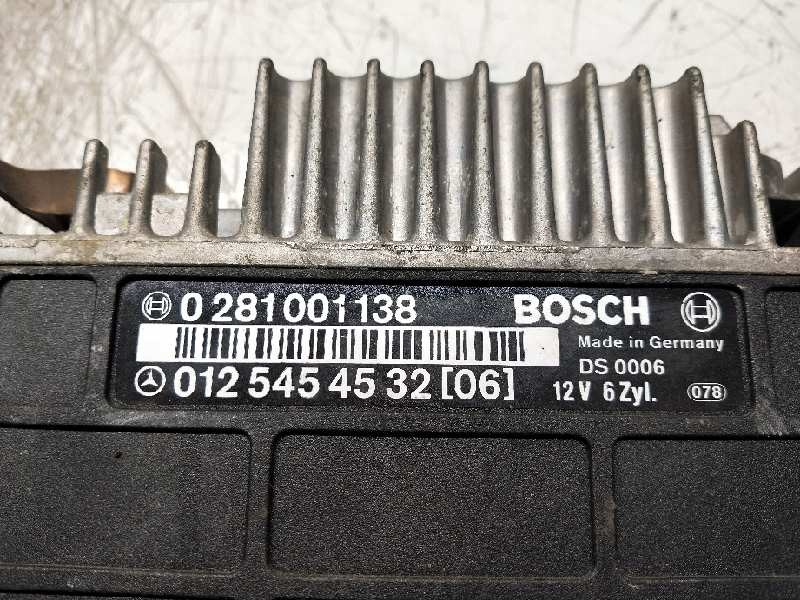 0 281 001 138
BOSCH
Made in Germany
DS 0006
012 545 45 32 [06]
12 V 6 Zyl.
078